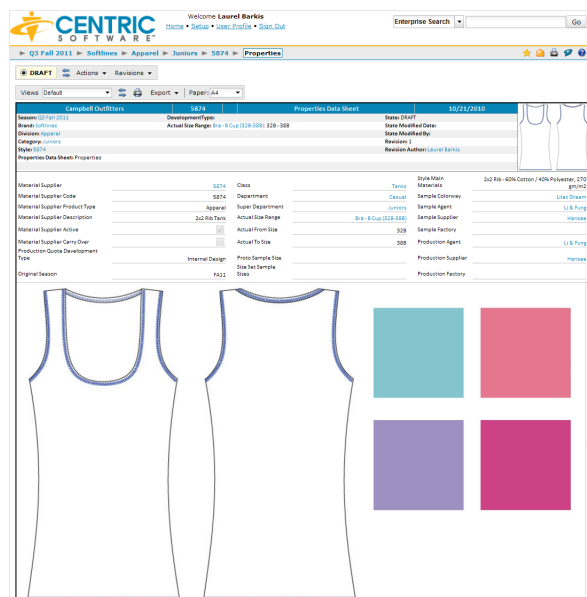 CENTRIC
SOFTWARE™
Welcome Laurel Barkis
Home • Setup • User Profile • Sign Out
Enterprise Search Go
Q3 Fall 2011 ► Softlines ► Apparel ► Juniors ► 5874 ► Properties
DRAFT Actions Revisions
Views Default Export Paper: A4
Campbell Outfitters 5874 Properties Data Sheet 10/21/2010
Season: Q3 Fall 2011 DevelopmentType: State: DRAFT
Brand: Softlines Actual Size Range: Bra - B Cup (328-388): 328 - 388 State Modified Date:
Division: Apparel State Modified By:
Category: Juniors Revision: 1
Style: 5874 Revision Author: Laurel Barkis
Properties Data Sheet: Properties
Material Supplier 5874 Class Tanks Style Main Materials 2x2 Rib - 60% Cotton / 40% Polyester, 270 gm/m2
Material Supplier Code 5874 Department Casual Sample Colorway Lilac Dream
Material Supplier Product Type Apparel Super Department Juniors Sample Agent Li & Fung
Material Supplier Description 2x2 Rib Tank Actual Size Range Bra - B Cup (328-388) Sample Supplier Hansae
Material Supplier Active Actual From Size 328 Sample Factory
Material Supplier Carry Over Actual To Size 388 Production Agent Li & Fung
Production Quote Development Type Internal Design Proto Sample Size Production Supplier Hansae
Original Season FA11 Size Set Sample Sizes Production Factory